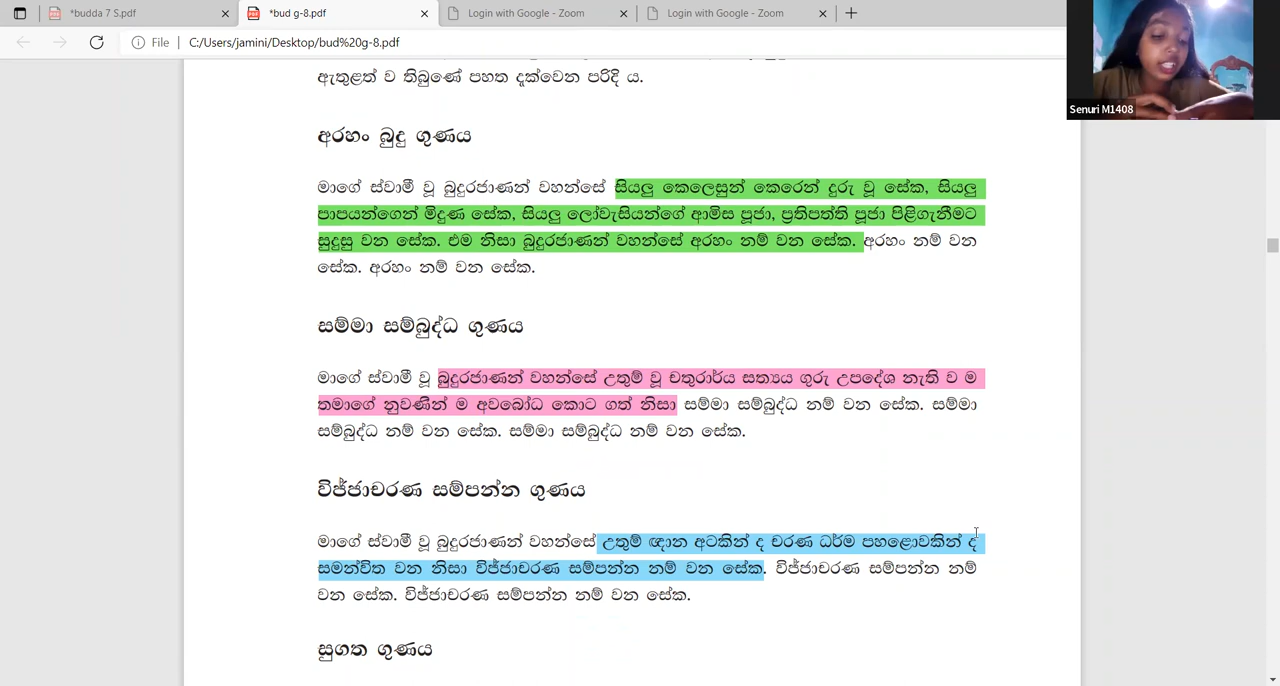 *budda 7 S.pdf
*bud g-8.pdf
Login with Google - Zoom
Login with Google - Zoom
File
C:/Users/jamini/Desktop/bud%20g-8.pdf
Senuri M1408
ඇතුළත් ව තිබුණේ පහත දැක්වෙන පරිදි ය.
අරහං බුදු ගුණය
මාගේ ස්වාමී වූ බුදුරජාණන් වහන්සේ සියලු කෙලෙසුන් කෙරෙන් දුරු වූ සේක, සියලු
පාපයන්ගෙන් මිදුණ සේක, සියලු ලෝවැසියන්ගේ ආමිස පූජා, ප්‍රතිපත්ති පූජා පිළිගැනීමට
සුදුසු වන සේක. එම නිසා බුදුරජාණන් වහන්සේ අරහං නම් වන සේක. අරහං නම් වන
සේක. අරහං නම් වන සේක.
සම්මා සම්බුද්ධ ගුණය
මාගේ ස්වාමී වූ බුදුරජාණන් වහන්සේ උතුම් වූ චතුරාර්ය සත්‍යය ගුරු උපදේශ නැති ව ම
තමාගේ නුවණින් ම අවබෝධ කොට ගත් නිසා සම්මා සම්බුද්ධ නම් වන සේක. සම්මා
සම්බුද්ධ නම් වන සේක. සම්මා සම්බුද්ධ නම් වන සේක.
විජ්ජාචරණ සම්පන්න ගුණය
මාගේ ස්වාමී වූ බුදුරජාණන් වහන්සේ උතුම් ඥාන අටකින් ද චරණ ධර්ම පහළොවකින් ද
සමන්විත වන නිසා විජ්ජාචරණ සම්පන්න නම් වන සේක. විජ්ජාචරණ සම්පන්න නම්
වන සේක. විජ්ජාචරණ සම්පන්න නම් වන සේක.
සුගත ගුණය